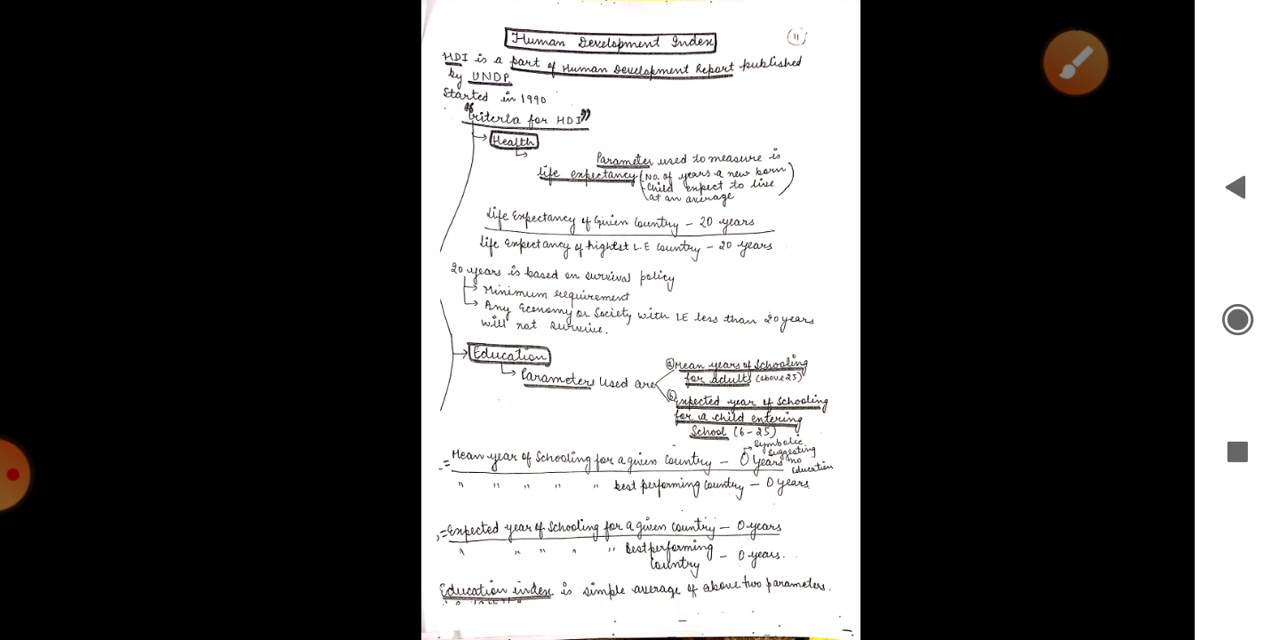 Human Development Index
11
HDI is a part of Human Development Report published
by UNDP.
Started in 1990
"Criteria for HDI"
Health
Parameter used to measure is
life expectancy (No. of years a new born
child expect to live
at an average)
Life Expectancy of Given Country - 20 years
Life Expectancy of highest L.E Country - 20 years
20 years is based on survival policy
Minimum requirement
Any Economy or Society with LE less than 20 years
will not survive.
Education
Parameters used are
(a) Mean years of Schooling
for adults (above 25)
(b) Expected year of Schooling
for a child entering
School (6-25)
Symbolic
suggesting
no
Education
= Mean year of Schooling for a given country - 0 years
" " " " " best performing country - 0 years
= Expected year of Schooling for a given country - 0 years
" " " " " best performing
country - 0 years.
Education index is simple average of above two parameters.